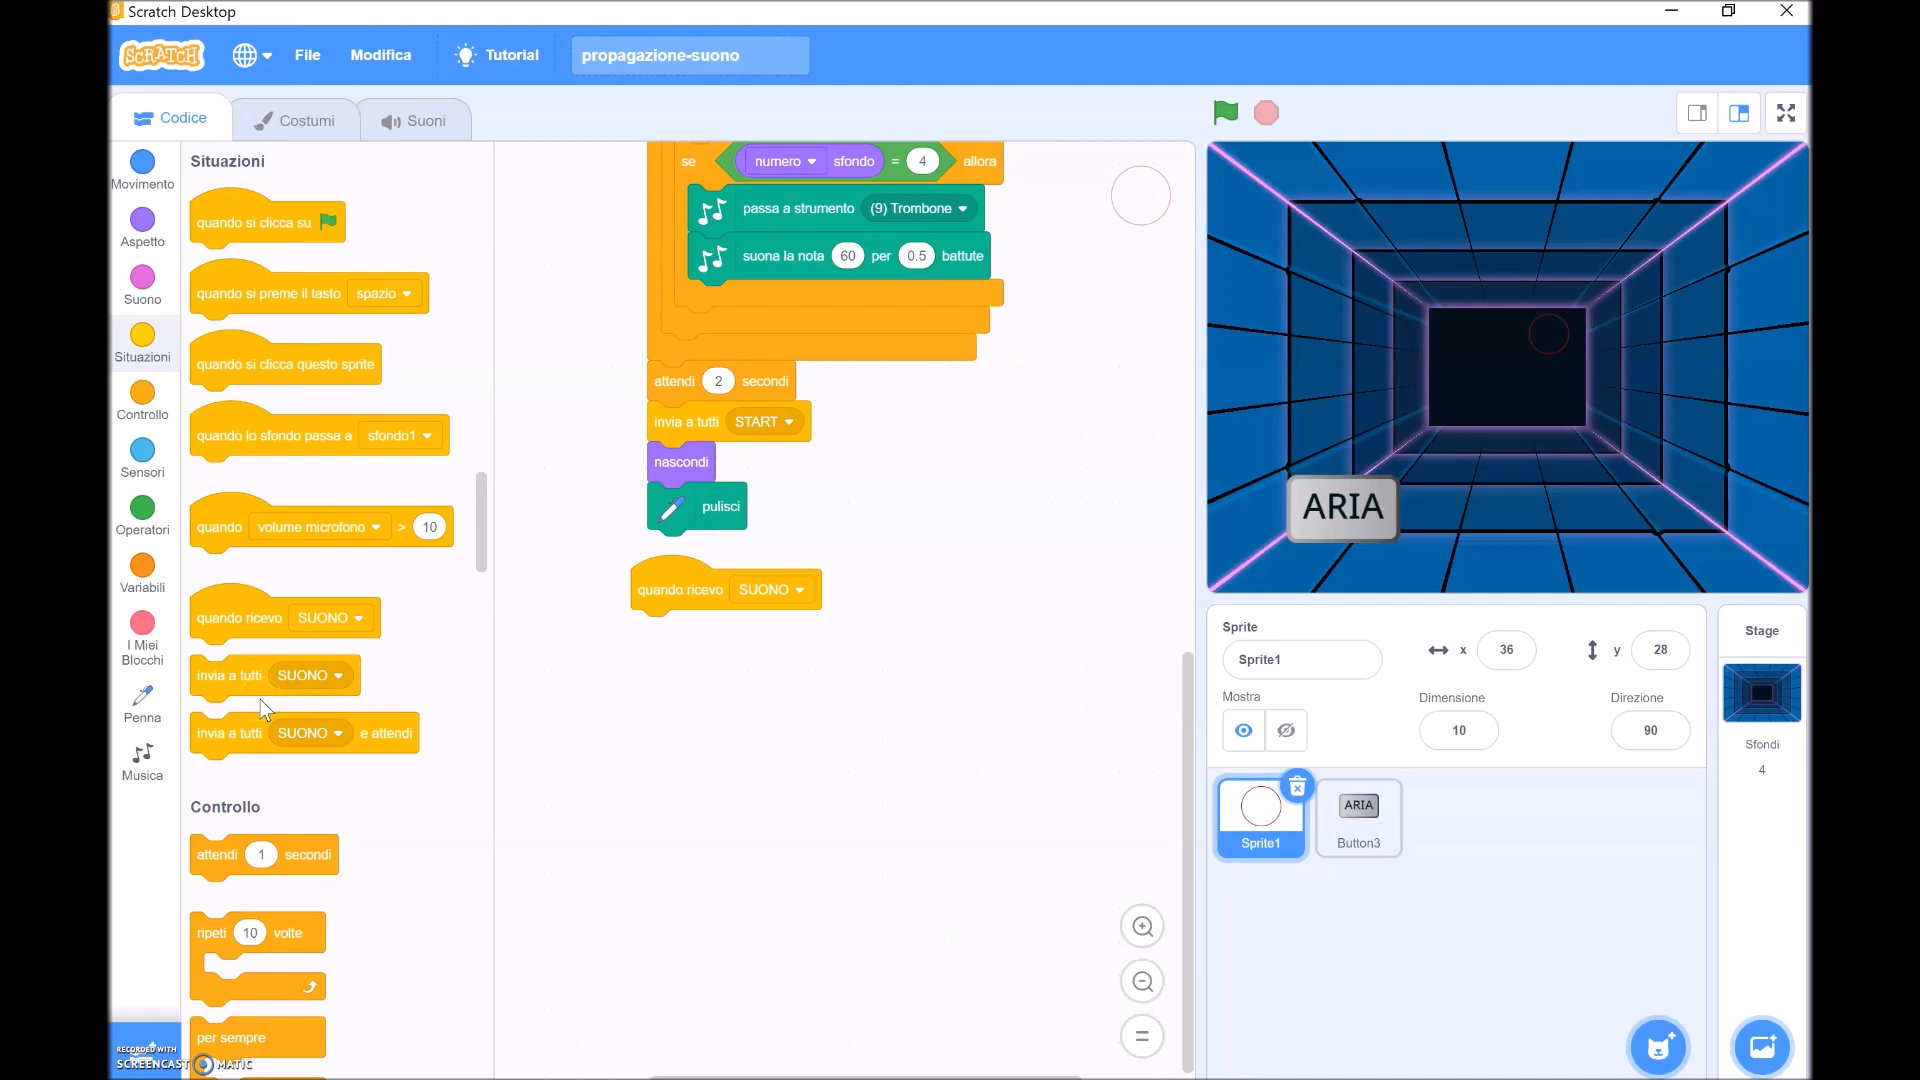 Scratch Desktop
SCRATCH
File
Modifica
Tutorial
propagazione-suono
Codice
Costumi
Suoni
Movimento
Aspetto
Suono
Situazioni
Controllo
Sensori
Operatori
Variabili
I Miei
Blocchi
Penna
Musica
Situazioni
quando si clicca su
quando si preme il tasto spazio
quando si clicca questo sprite
quando lo sfondo passa a sfondo1
quando volume microfono > 10
quando ricevo SUONO
invia a tutti SUONO
invia a tutti SUONO e attendi
Controllo
attendi 1 secondi
ripeti 10 volte
per sempre
se numero sfondo = 4 allora
passa a strumento (9) Trombone
suona la nota 60 per 0.5 battute
attendi 2 secondi
invia a tutti START
nascondi
pulisci
quando ricevo SUONO
ARIA
Sprite
Sprite1
x 36
y 28
Mostra
Dimensione
10
Direzione
90
Sprite1
ARIA
Button3
Stage
Sfondi
4
RECORDED WITH
SCREENCAST MATIC